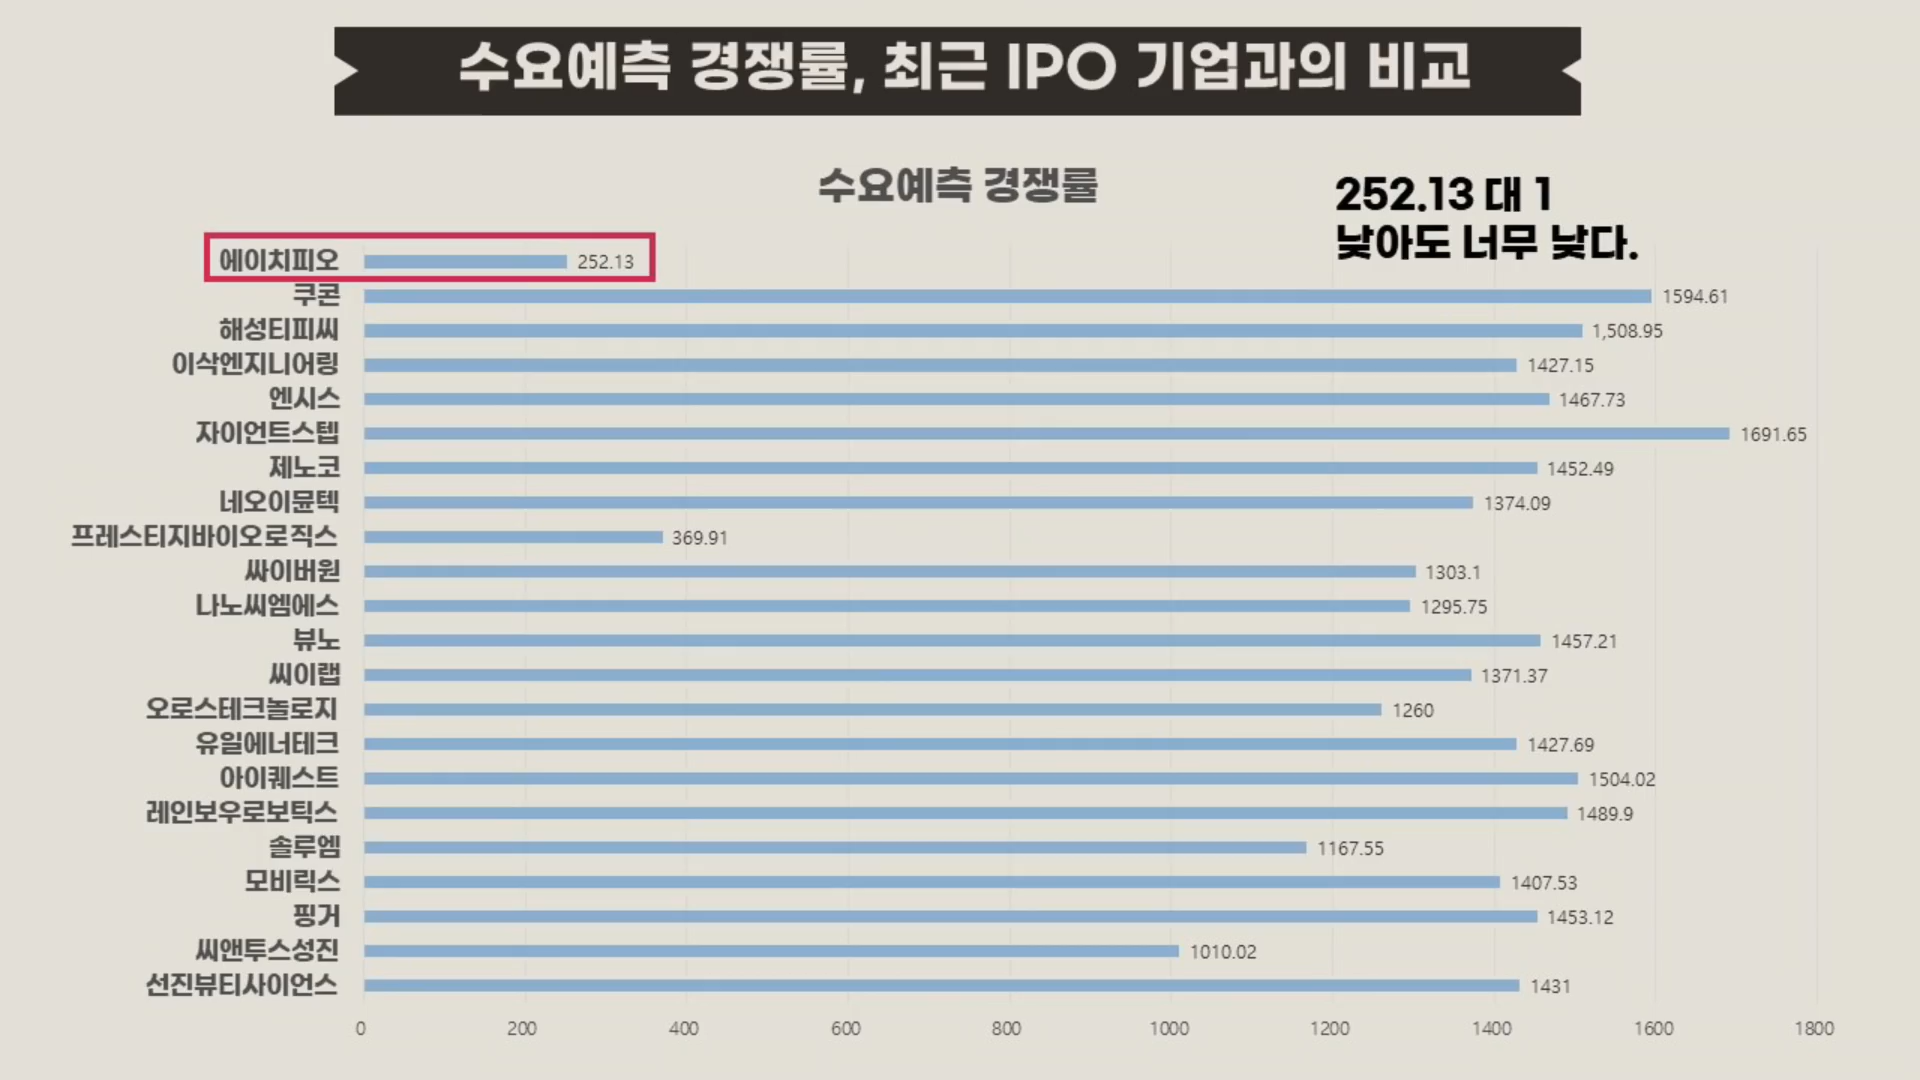 수요예측 경쟁률, 최근 IPO 기업과의 비교
수요예측 경쟁률
252.13 대 1
낮아도 너무 낮다.
에이치피오 252.13
쿠콘 1594.61
해성티피씨 1,508.95
이삭엔지니어링 1427.15
엔시스 1467.73
자이언트스텝 1691.65
제노코 1452.49
네오이뮨텍 1374.09
프레스티지바이오로직스 369.91
싸이버원 1303.1
나노씨엠에스 1295.75
뷰노 1457.21
씨이랩 1371.37
오로스테크놀로지 1260
유일에너테크 1427.69
아이퀘스트 1504.02
레인보우로보틱스 1489.9
솔루엠 1167.55
모비릭스 1407.53
핑거 1453.12
씨앤투스성진 1010.02
선진뷰티사이언스 1431
0 200 400 600 800 1000 1200 1400 1600 1800